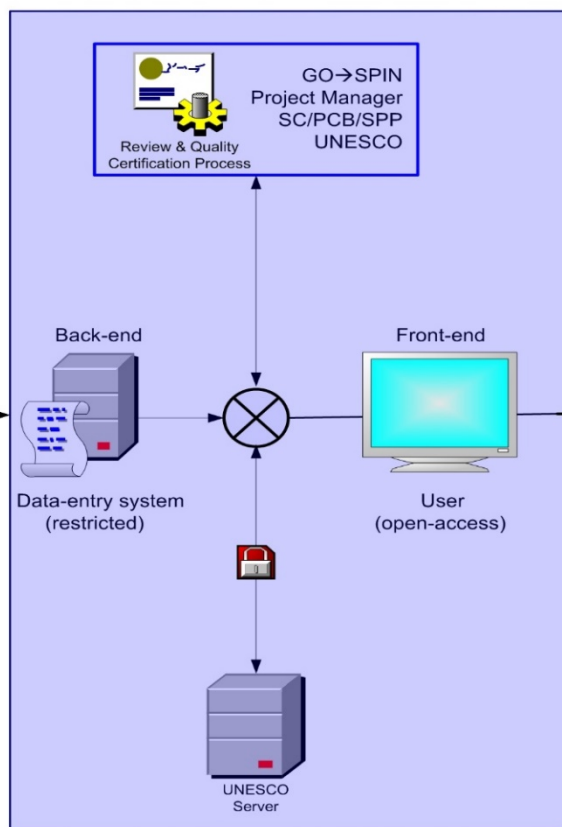 GO→SPIN
Project Manager
SC/PCB/SPP
UNESCO
Review & Quality
Certification Process
Back-end
Front-end
Data-entry system
(restricted)
User
(open-access)
UNESCO
Server